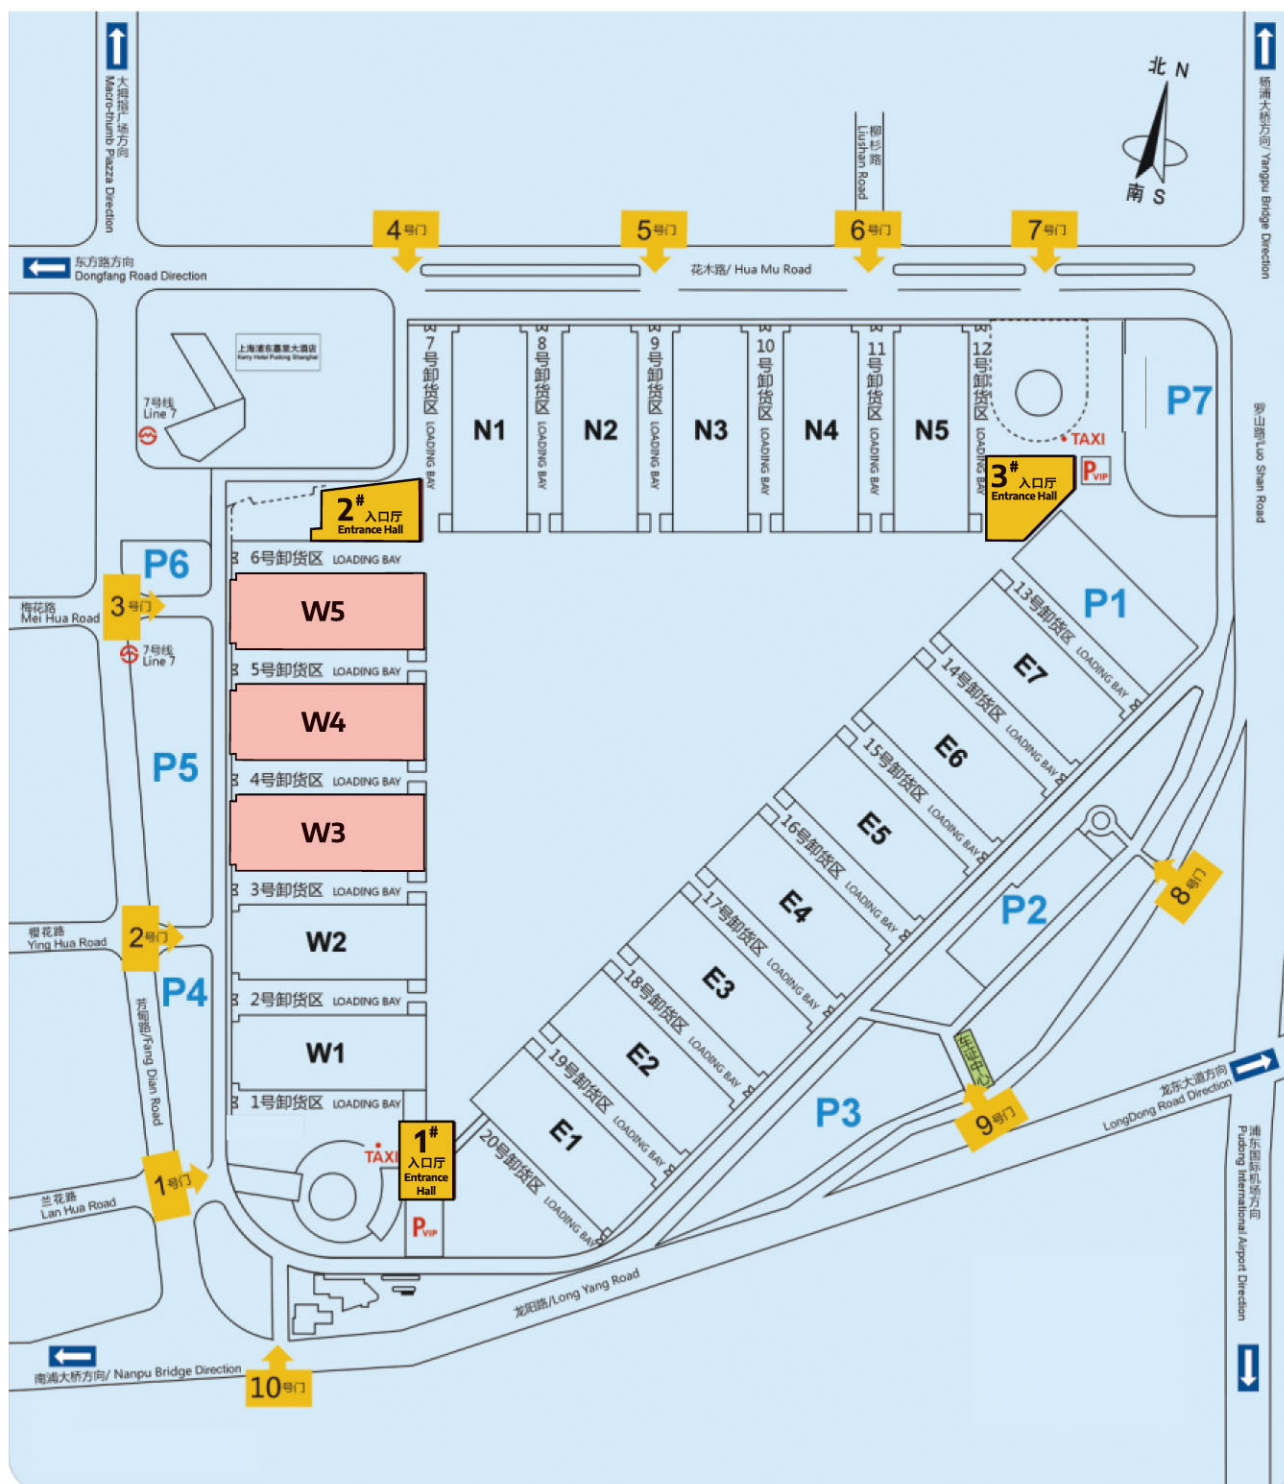 北 N
南 S
大拇指广场方向
Macro-thumb Plazza Direction
杨浦大桥方向/ Yangpu Bridge Direction
柳杉路
Liushan Road
4号门
5号门
6号门
7号门
东方路方向
Dongfang Road Direction
花木路/ Hua Mu Road
上海浦东嘉里大酒店
Kerry Hotel Pudong Shanghai
7号线
Line 7
7号卸货区 LOADING BAY
N1
8号卸货区 LOADING BAY
N2
9号卸货区 LOADING BAY
N3
10号卸货区 LOADING BAY
N4
11号卸货区 LOADING BAY
N5
12号卸货区 LOADING BAY
P7
罗山路/Luo Shan Road
TAXI
PVIP
3#
入口厅
Entrance Hall
2#
入口厅
Entrance Hall
6号卸货区 LOADING BAY
P6
3号门
梅花路
Mei Hua Road
7号线
Line 7
W5
5号卸货区 LOADING BAY
W4
P5
4号卸货区 LOADING BAY
W3
3号卸货区 LOADING BAY
樱花路
Ying Hua Road
2号门
W2
P4
2号卸货区 LOADING BAY
芳甸路/Fang Dian Road
W1
1号卸货区 LOADING BAY
P1
13号卸货区 LOADING BAY
E7
14号卸货区 LOADING BAY
E6
15号卸货区 LOADING BAY
E5
16号卸货区 LOADING BAY
E4
17号卸货区 LOADING BAY
E3
18号卸货区 LOADING BAY
E2
19号卸货区 LOADING BAY
E1
20号卸货区 LOADING BAY
P2
8号门
P3
9号门
龙东大道方向
LongDong Road Direction
浦东国际机场方向
Pudong International Airport Direction
1#
入口厅
Entrance
Hall
TAXI
PVIP
1号门
兰花路
Lan Hua Road
龙阳路/Long Yang Road
南浦大桥方向/ Nanpu Bridge Direction
10号门